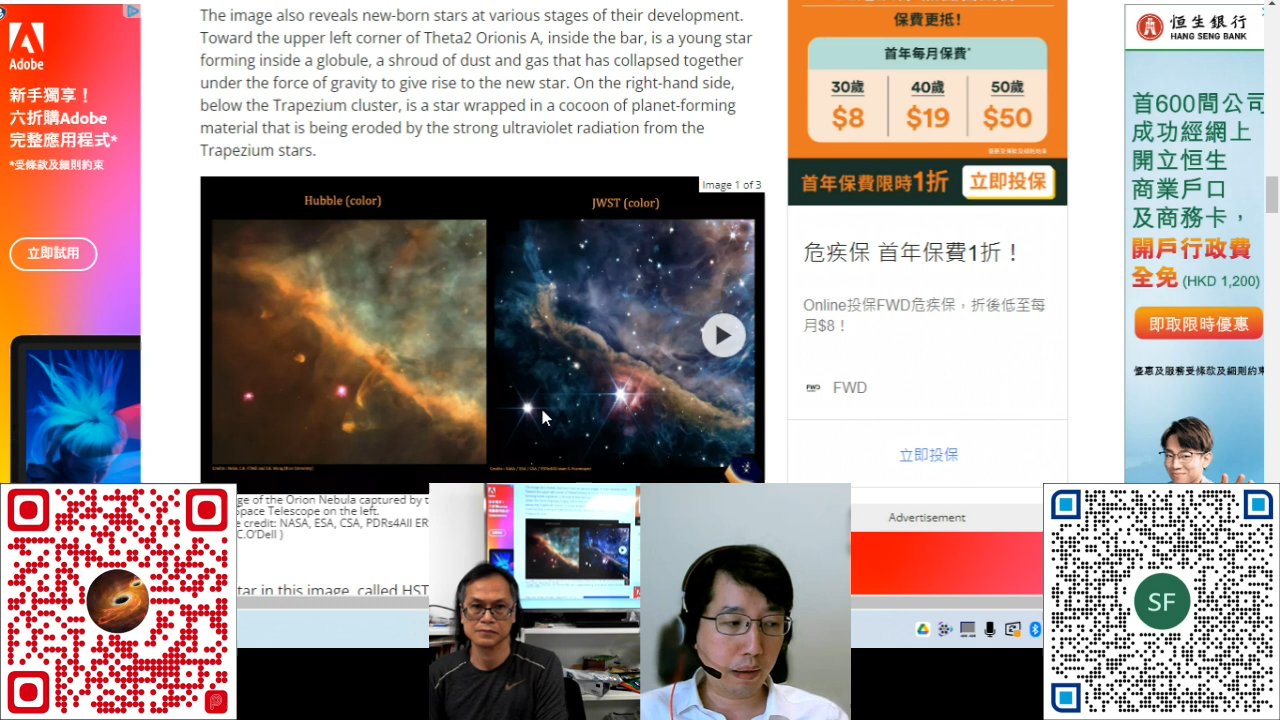 Adobe
新手獨享！
六折購Adobe
完整應用程式*
*受條款及細則約束
立即試用
The image also reveals new-born stars at various stages of their development.
Toward the upper left corner of Theta2 Orionis A, inside the bar, is a young star
forming inside a globule, a shroud of dust and gas that has collapsed together
under the force of gravity to give rise to the new star. On the right-hand side,
below the Trapezium cluster, is a star wrapped in a cocoon of planet-forming
material that is being eroded by the strong ultraviolet radiation from the
Trapezium stars.
Image 1 of 3
Hubble (color)
JWST (color)
ge of the Orion Nebula captured by t
Space Telescope on the left.
e credit: NASA, ESA, CSA, PDRs4All ER
C.O'Dell )
tar in this image, called HST
保費更抵！
首年每月保費*
30歲
40歲
50歲
$8
$19
$50
首年保費限時1折
立即投保
危疾保 首年保費1折！
Online投保FWD危疾保，折後低至每
月$8！
FWD
FWD
立即投保
Advertisement
恒生銀行
HANG SENG BANK
首600間公司
成功經網上
開立恒生
商業戶口
及商務卡，
開戶行政費
全免 (HKD 1,200)
即取限時優惠
優惠及服務受條款及細則約束
SF